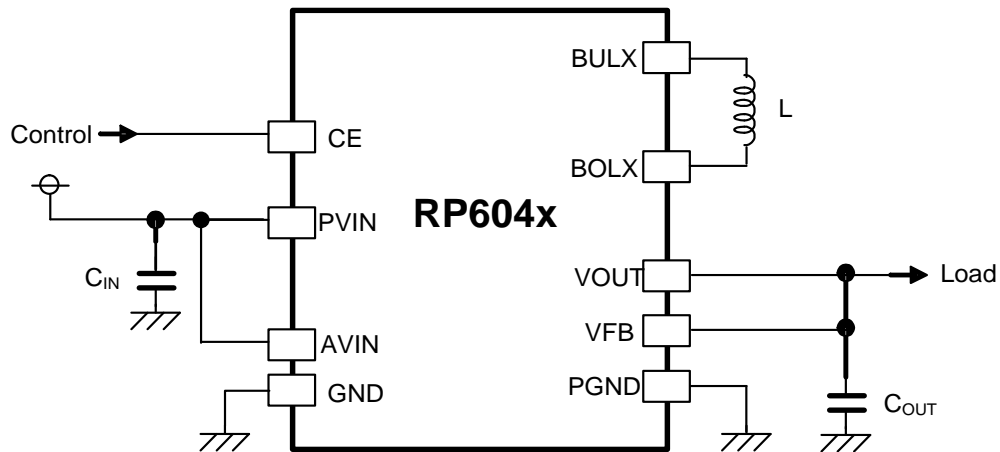 BULX
L
Control
CE
BOLX
RP604x
PVIN
CIN
VOUT
Load
VFB
AVIN
GND
PGND
COUT